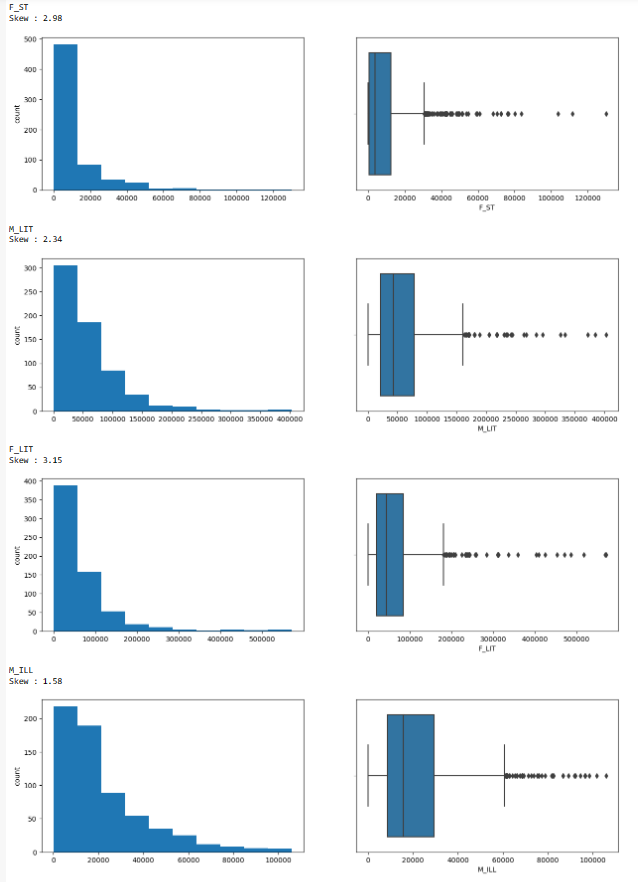 F_ST
Skew : 2.98
500
400
300
200
100
0
count
0 20000 40000 60000 80000 100000 120000
0 20000 40000 60000 80000 100000 120000
F_ST
M_LIT
Skew : 2.34
300
250
200
150
100
50
0
count
0 50000 100000 150000 200000 250000 300000 350000 400000
0 50000 100000 150000 200000 250000 300000 350000 400000
M_LIT
F_LIT
Skew : 3.15
400
350
300
250
200
150
100
50
0
count
0 100000 200000 300000 400000 500000
0 100000 200000 300000 400000 500000
F_LIT
M_ILL
Skew : 1.58
200
150
100
50
0
count
0 20000 40000 60000 80000 100000
0 20000 40000 60000 80000 100000
M_ILL